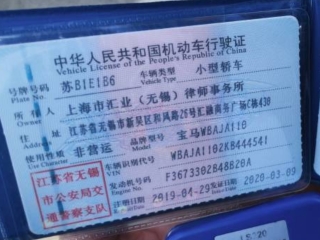 中华人民共和国机动车行驶证
Vehicle License of the People's Republic of China
号牌号码 苏B1E1B6 车辆类型 小型轿车
Plate No. Vehicle Type
所有人 上海市汇业（无锡）律师事务所
Owner
住址 江苏省无锡市新吴区和风路26号汇融商务广场C栋430
Address
使用性质 非营运 品牌型号 宝马WBAJA110
Use Character Model
江苏省无锡
市公安局交
通警察支队
车辆识别代号 WBAJA1102KB444541
VIN
发动机号码 F3673302B48B20A
Engine No.
注册日期 2019-04-29 发证日期 2020-03-09